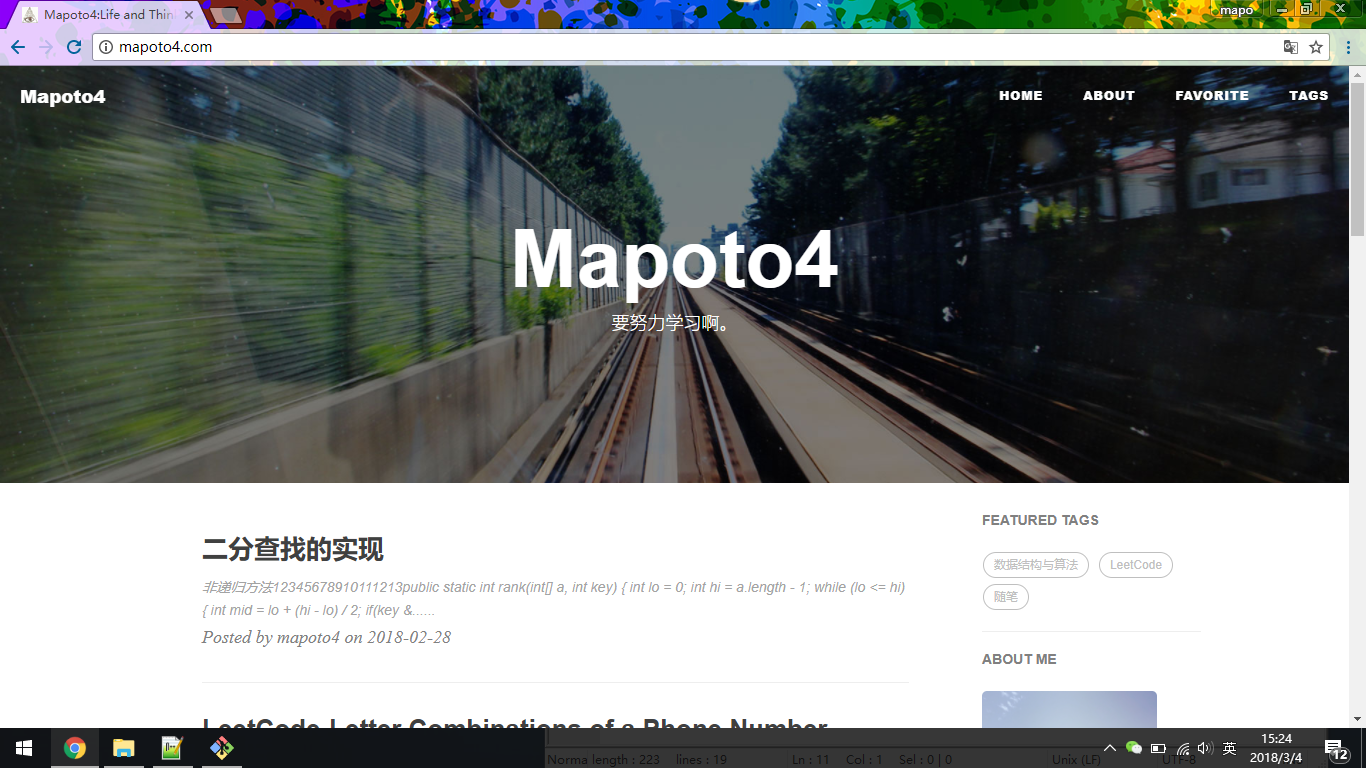 Mapoto4:Life and Thin
mapo
mapoto4.com
Mapoto4
HOME ABOUT FAVORITE TAGS
Mapoto4
要努力学习啊。
二分查找的实现
非递归方法12345678910111213public static int rank(int[] a, int key) { int lo = 0; int hi = a.length - 1; while (lo <= hi)
{ int mid = lo + (hi - lo) / 2; if(key &......
Posted by mapoto4 on 2018-02-28
LeetCode-Letter Combinations of a Phone Number
FEATURED TAGS
数据结构与算法 LeetCode
随笔
ABOUT ME
Norma length : 223 lines : 19 Ln : 11 Col : 1 Sel : 0 | 0 Unix (LF) UTF-8
英
15:24
2018/3/4
12